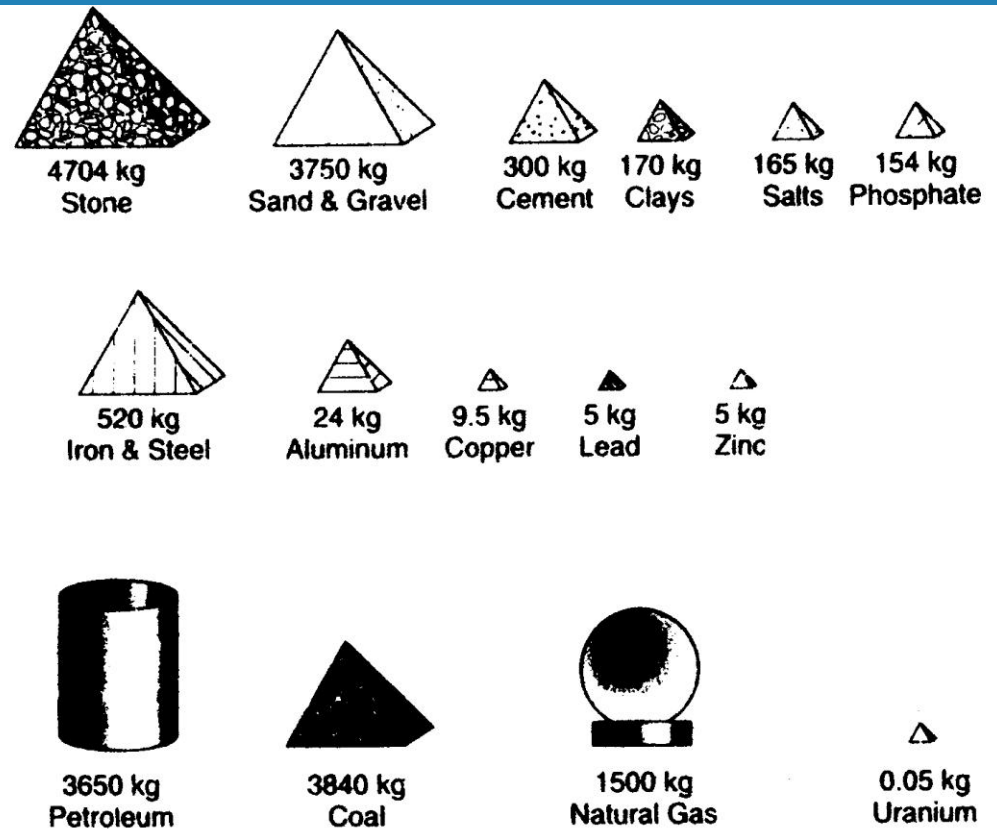 4704 kg
Stone
3750 kg
Sand & Gravel
300 kg
Cement
170 kg
Clays
165 kg
Salts
154 kg
Phosphate
520 kg
Iron & Steel
24 kg
Aluminum
9.5 kg
Copper
5 kg
Lead
5 kg
Zinc
3650 kg
Petroleum
3840 kg
Coal
1500 kg
Natural Gas
0.05 kg
Uranium